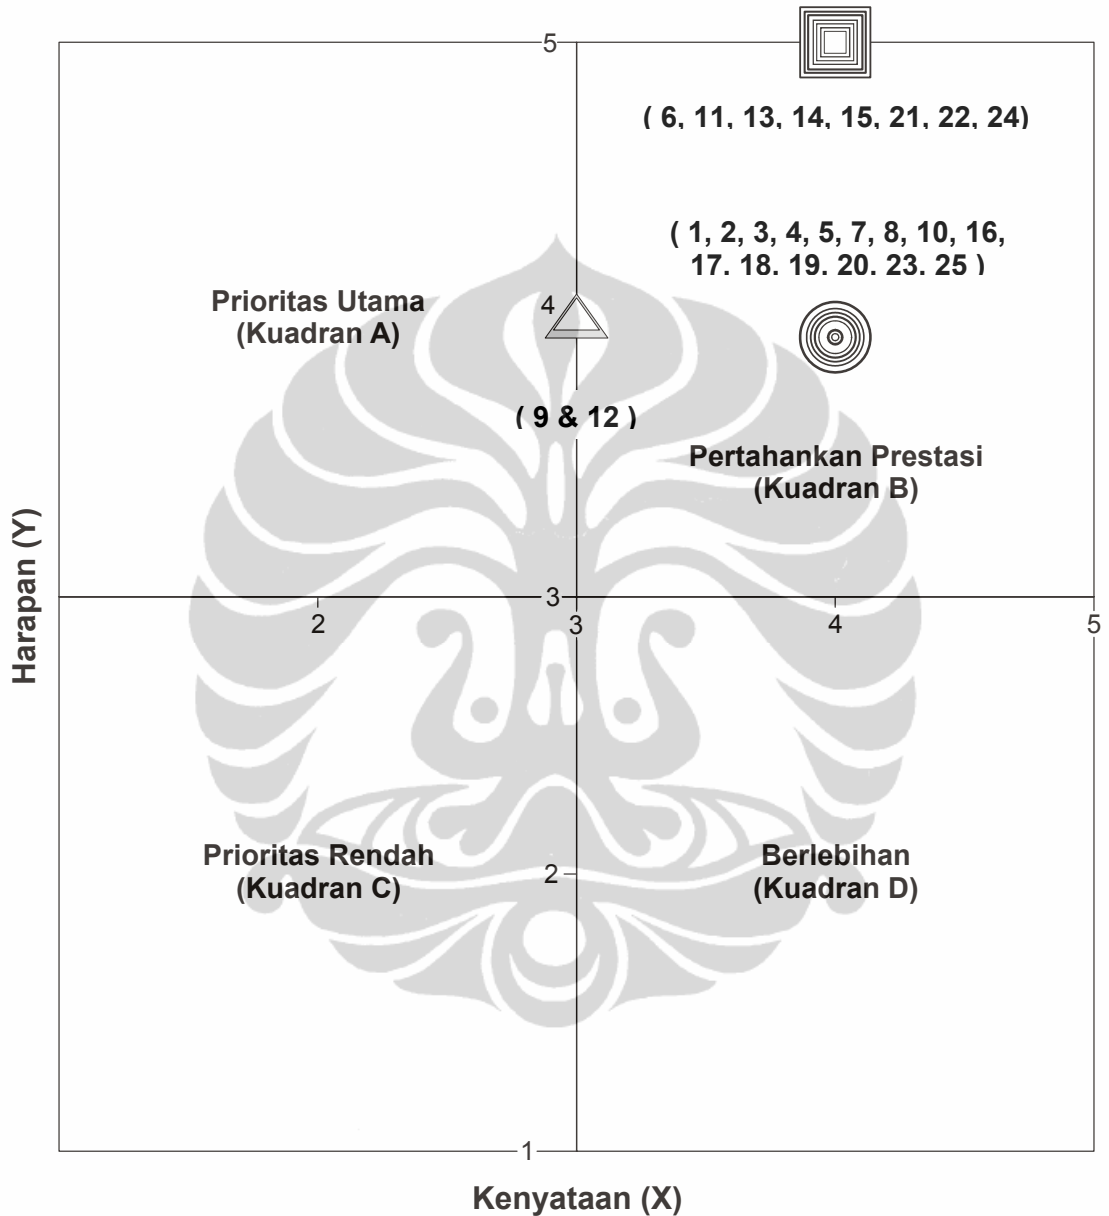 5
( 6, 11, 13, 14, 15, 21, 22, 24)
( 1, 2, 3, 4, 5, 7, 8, 10, 16,
17, 18, 19, 20, 23, 25 )
Prioritas Utama
(Kuadran A)
4
( 9 & 12 )
Pertahankan Prestasi
(Kuadran B)
Harapan (Y)
3
2
3
4
5
Prioritas Rendah
(Kuadran C)
2
Berlebihan
(Kuadran D)
1
Kenyataan (X)